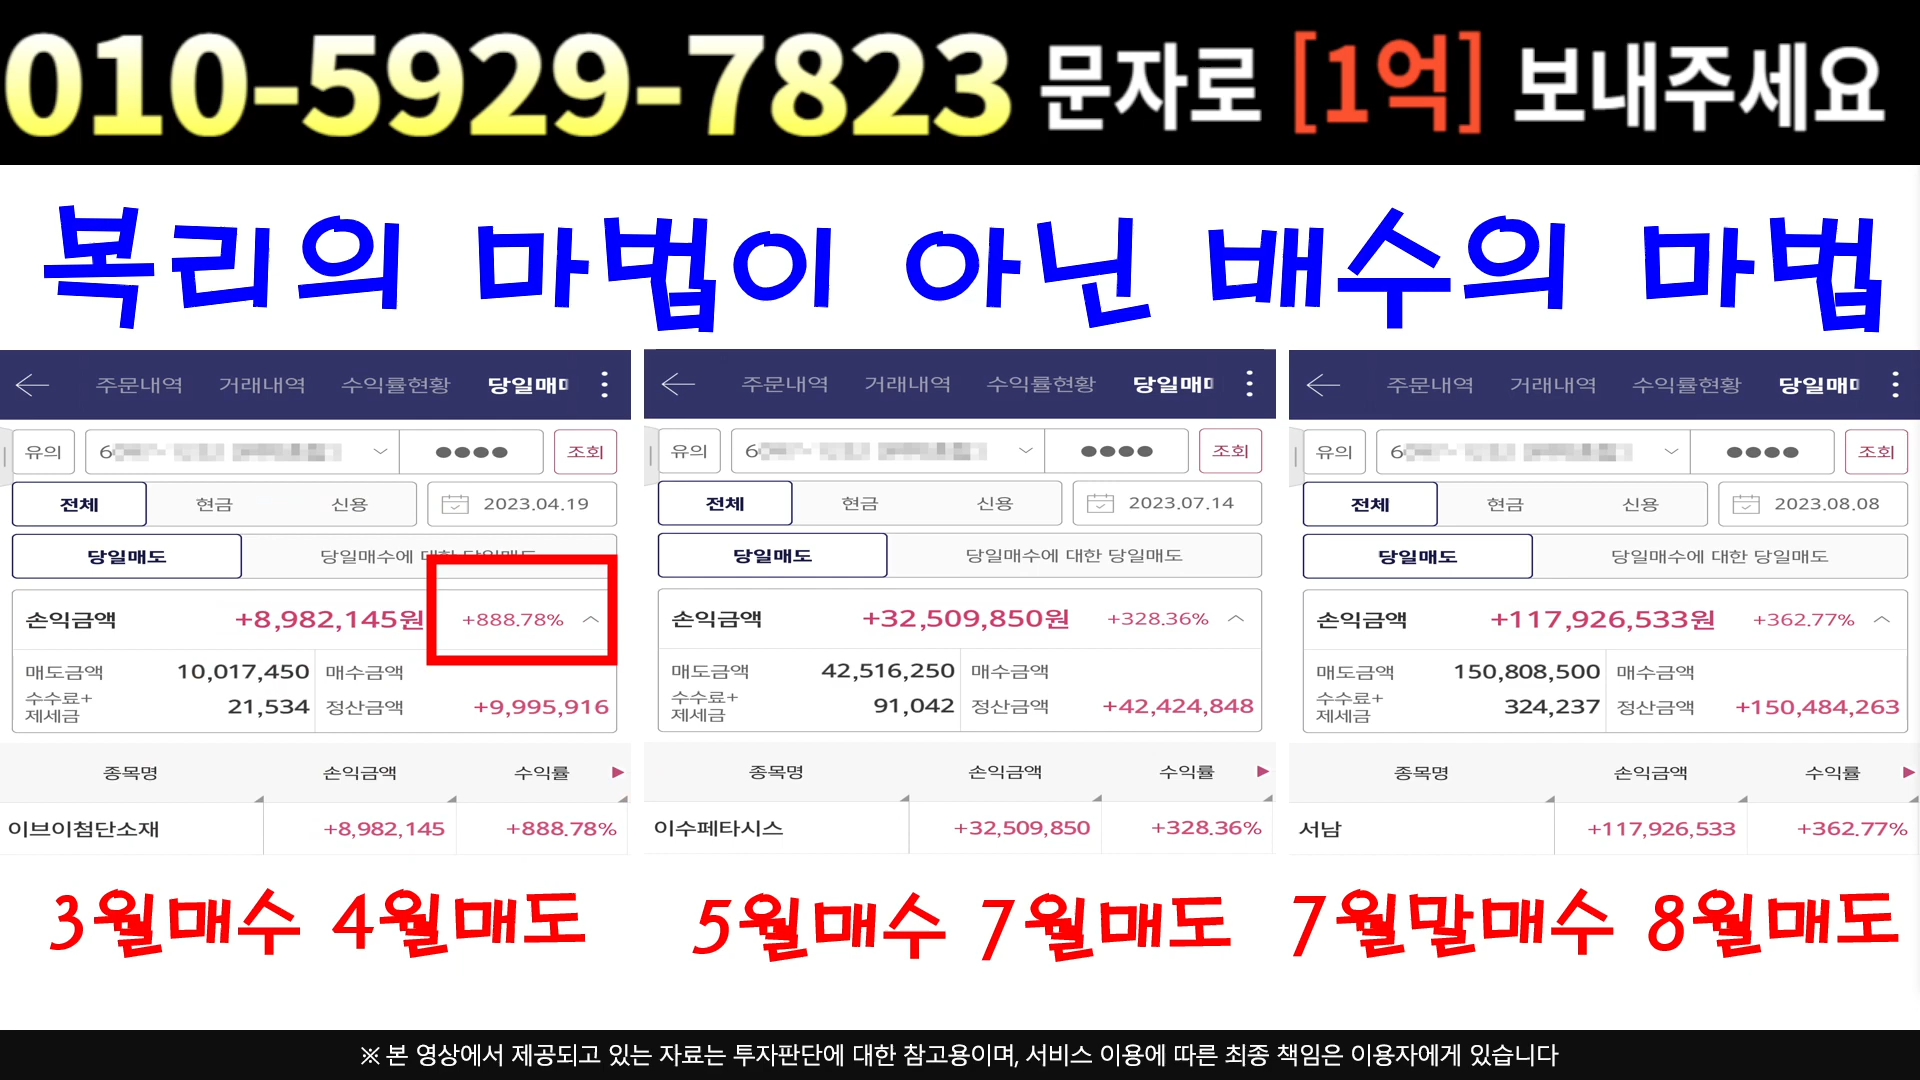 010-5929-7823 문자로 [1억] 보내주세요
복리의 마법이 아닌 배수의 마법
주문내역 거래내역 수익률현황 당일매매
유의 6 조회
전체 현금 신용 2023.04.19
당일매도 당일매수에 대한 당일매도
손익금액 +8,982,145원 +888.78%
매도금액 10,017,450 매수금액
수수료+
제세금 21,534 정산금액 +9,995,916
종목명 손익금액 수익률
이브이첨단소재 +8,982,145 +888.78%
3월매수 4월매도
주문내역 거래내역 수익률현황 당일매매
유의 6 조회
전체 현금 신용 2023.07.14
당일매도 당일매수에 대한 당일매도
손익금액 +32,509,850원 +328.36%
매도금액 42,516,250 매수금액
수수료+
제세금 91,042 정산금액 +42,424,848
종목명 손익금액 수익률
이수페타시스 +32,509,850 +328.36%
5월매수 7월매도
주문내역 거래내역 수익률현황 당일매매
유의 6 조회
전체 현금 신용 2023.08.08
당일매도 당일매수에 대한 당일매도
손익금액 +117,926,533원 +362.77%
매도금액 150,808,500 매수금액
수수료+
제세금 324,237 정산금액 +150,484,263
종목명 손익금액 수익률
서남 +117,926,533 +362.77%
7월말매수 8월매도
※ 본 영상에서 제공되고 있는 자료는 투자판단에 대한 참고용이며, 서비스 이용에 따른 최종 책임은 이용자에게 있습니다